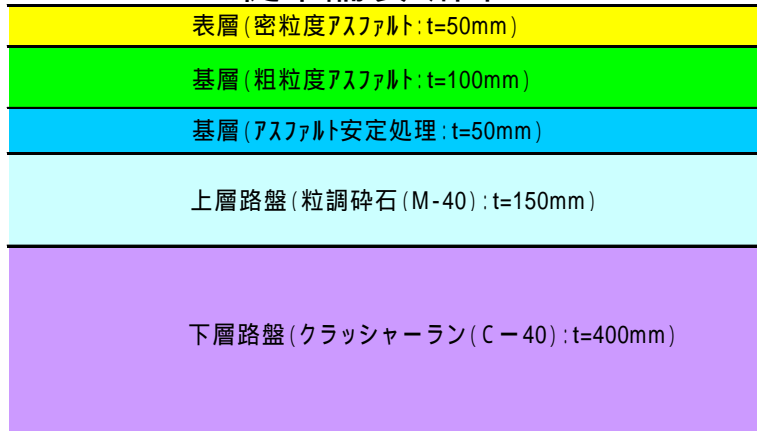 表層(密粒度アスファルト:t=50mm)
基層(粗粒度アスファルト:t=100mm)
基層(アスファルト安定処理:t=50mm)
上層路盤(粒調砕石(M-40):t=150mm)
下層路盤(クラッシャーラン(C-40):t=400mm)